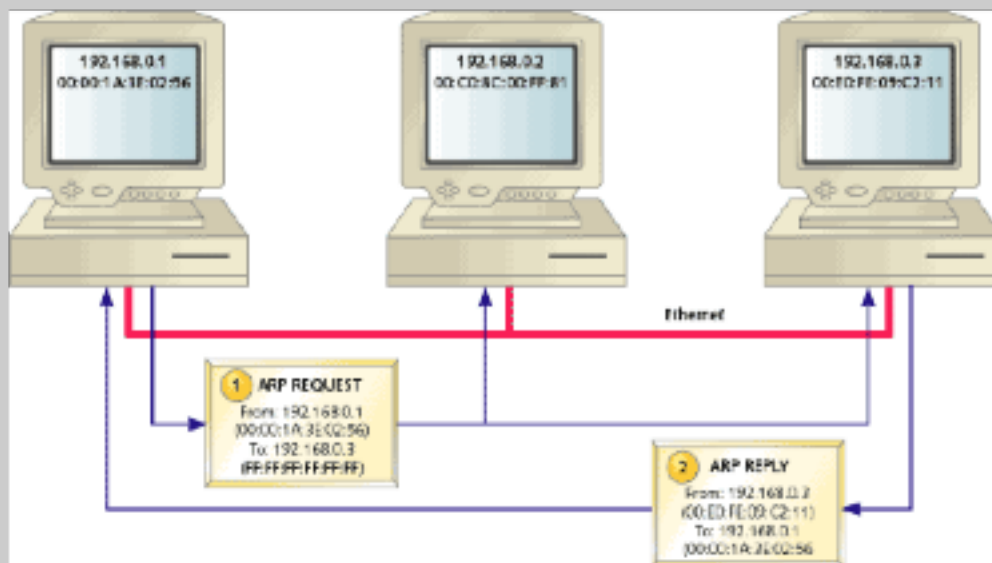 192.168.0.1
00:00:1A:3E:02:56
192.168.0.2
192.168.0.3
00:E0:FE:09:C2:11
Ethernet
1 ARP REQUEST
From: 192.168.0.1
(00:00:1A:3E:02:56)
To: 192.168.0.3
(FF:FF:FF:FF:FF:FF)
2 ARP REPLY
From: 192.168.0.3
(00:E0:FE:09:C2:11)
To: 192.168.0.1
(00:00:1A:3E:02:56